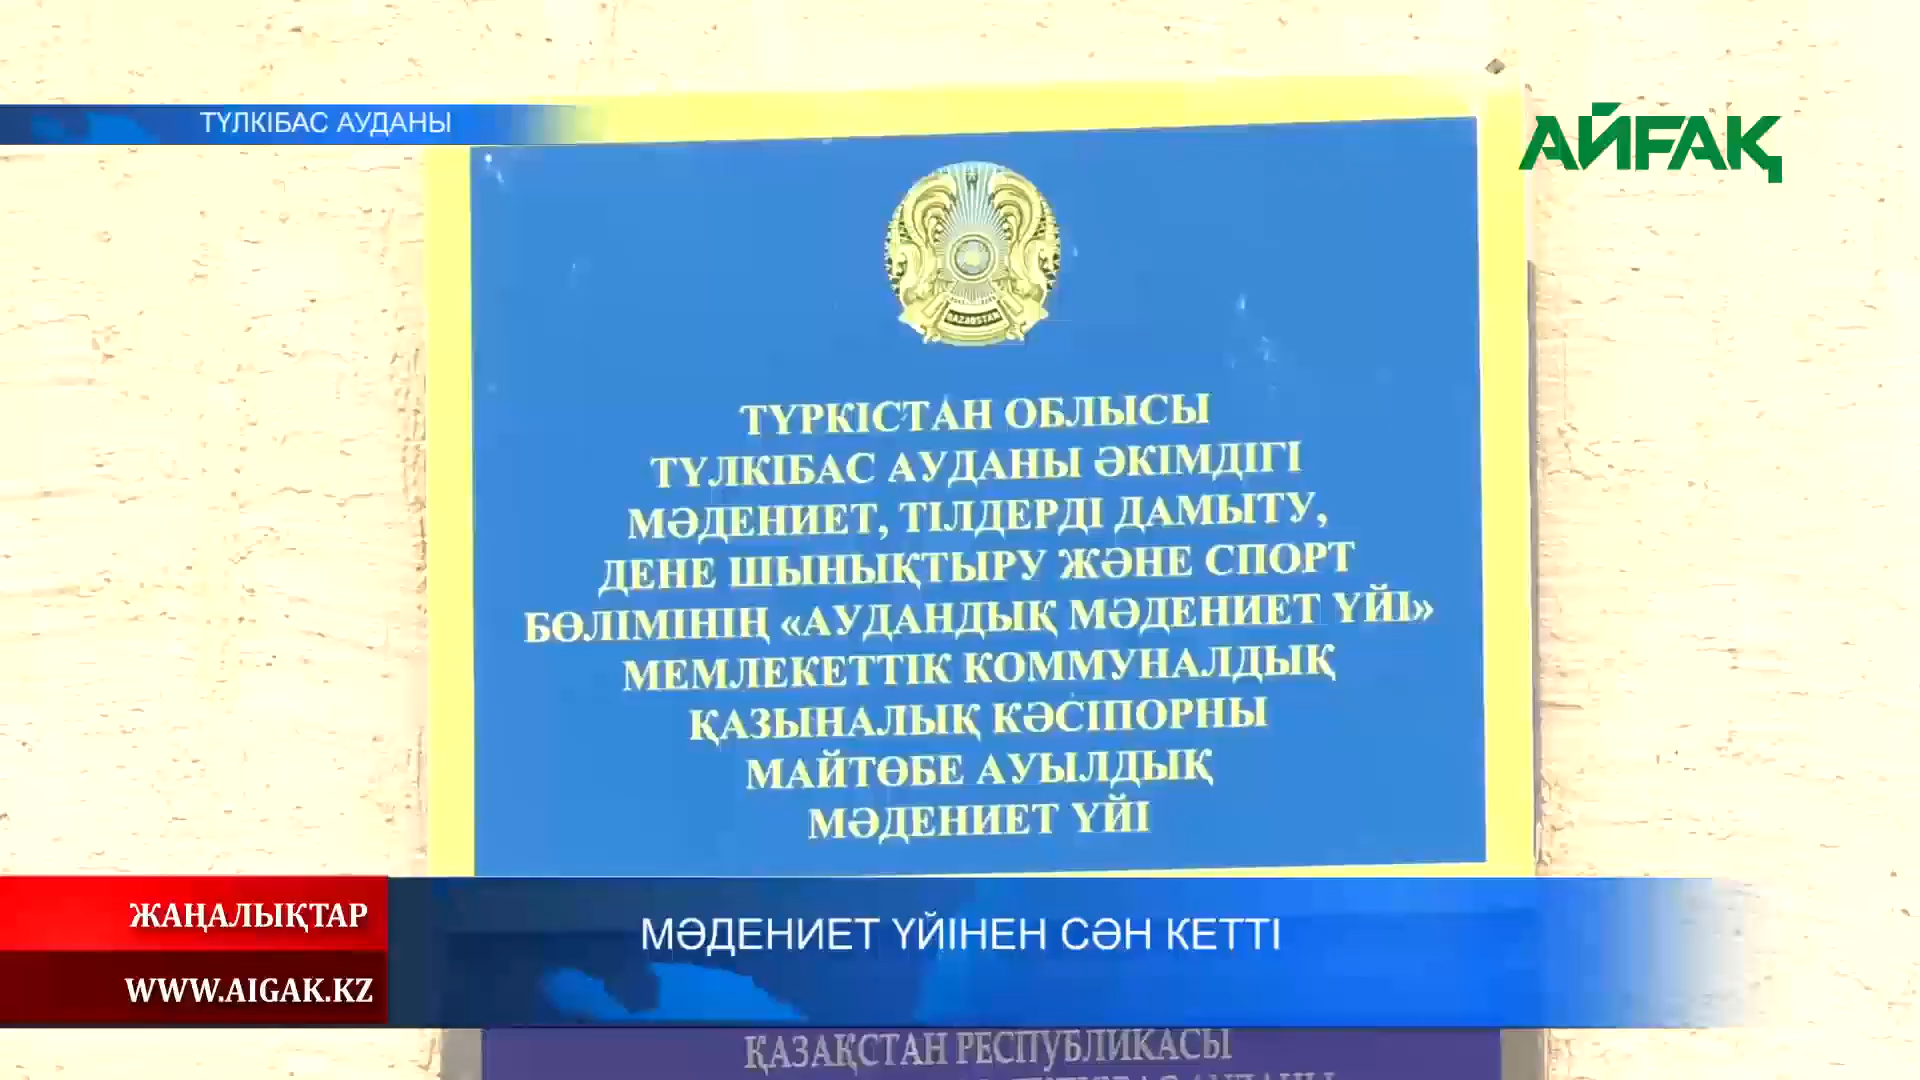 ТҮЛКІБАС АУДАНЫ
АЙҒАҚ
QAZAQSTAN
ТҮРКІСТАН ОБЛЫСЫ
ТҮЛКІБАС АУДАНЫ ӘКІМДІГІ
МӘДЕНИЕТ, ТІЛДЕРДІ ДАМЫТУ,
ДЕНЕ ШЫНЫҚТЫРУ ЖӘНЕ СПОРТ
БӨЛІМІНІҢ «АУДАНДЫҚ МӘДЕНИЕТ ҮЙІ»
МЕМЛЕКЕТТІК КОММУНАЛДЫҚ
ҚАЗЫНАЛЫҚ КӘСІПОРНЫ
МАЙТӨБЕ АУЫЛДЫҚ
МӘДЕНИЕТ ҮЙІ
ЖАҢАЛЫҚТАР
МӘДЕНИЕТ ҮЙІНЕН СӘН КЕТТІ
WWW.AIGAK.KZ
ҚАЗАҚСТАН РЕСПУБЛИКАСЫ